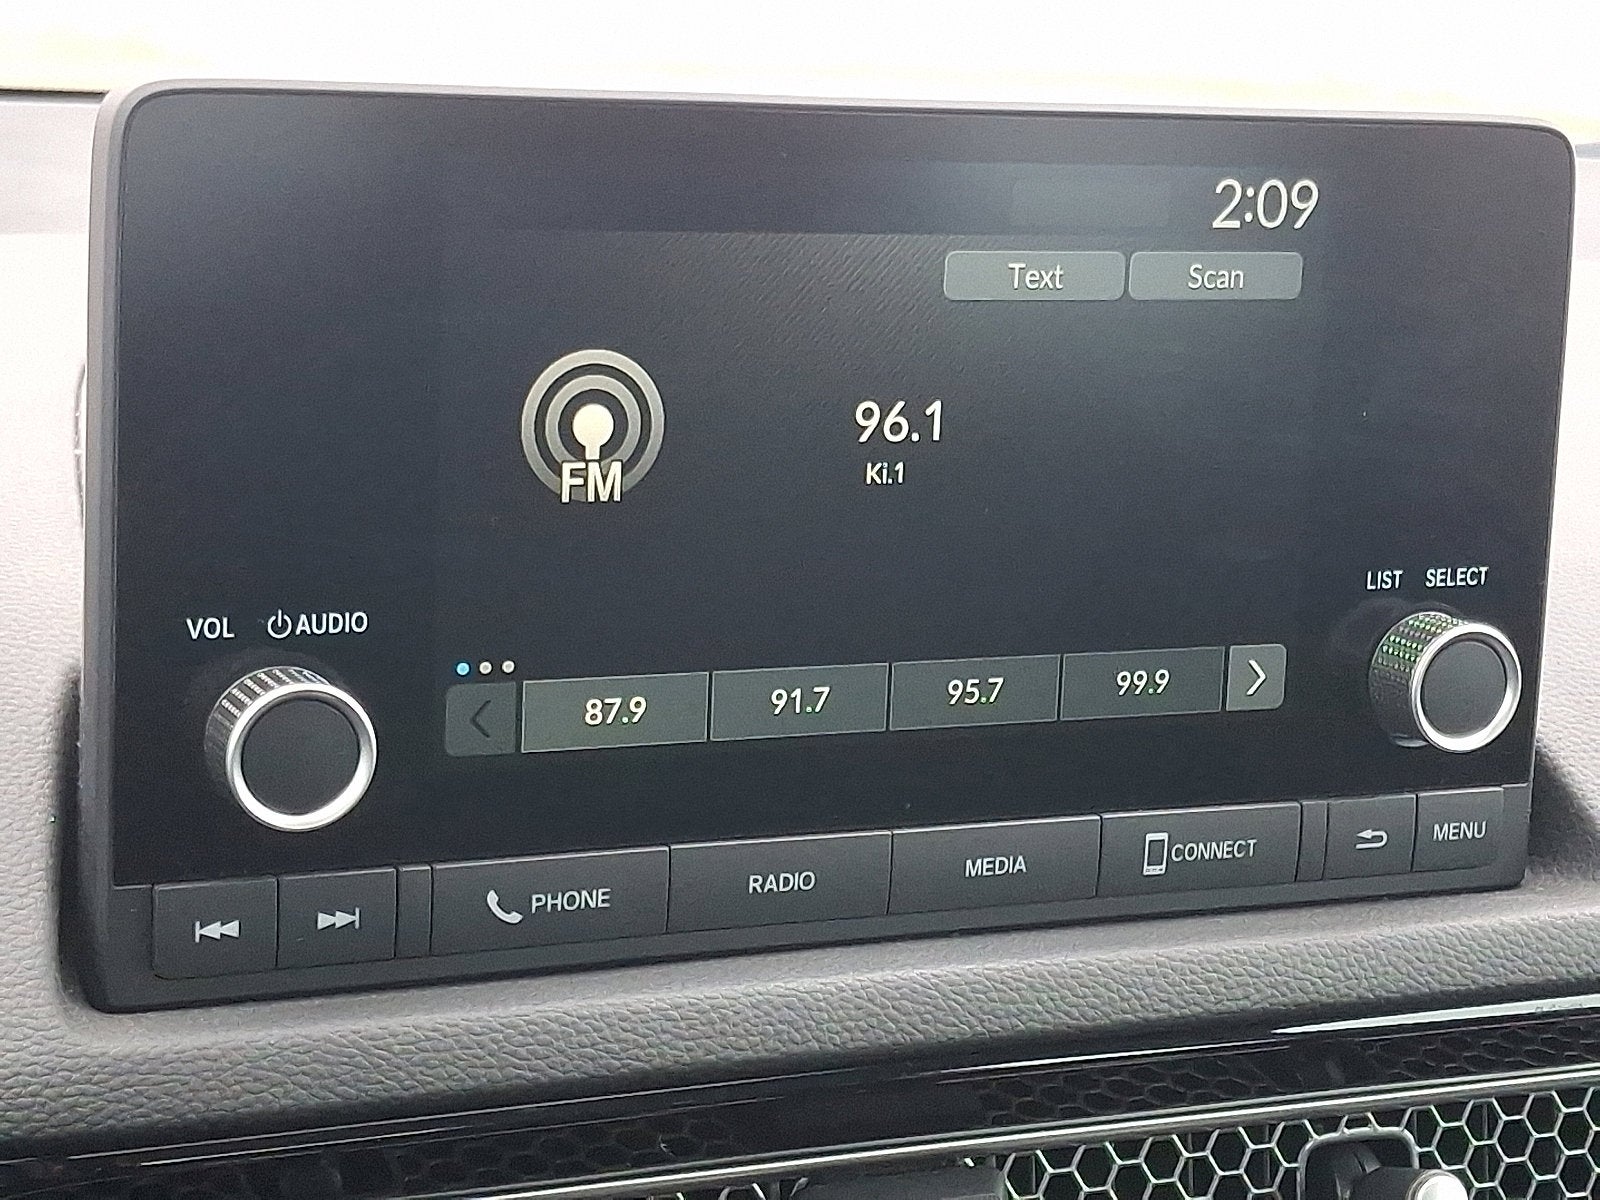 2:09
Text Scan
FM
96.1
Ki.1
LIST SELECT
VOL AUDIO
87.9 91.7 95.7 99.9
PHONE RADIO MEDIA CONNECT MENU